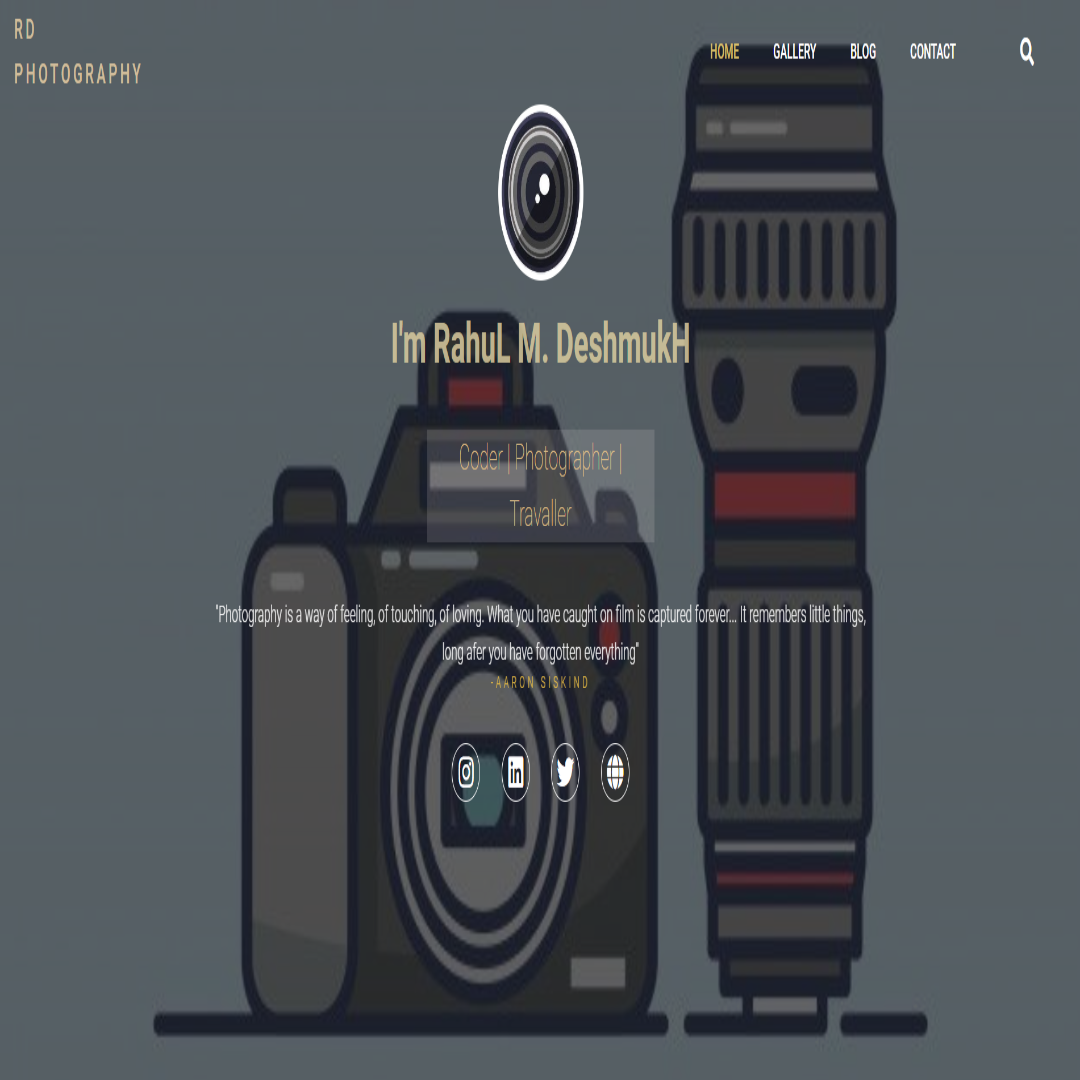 RD
PHOTOGRAPHY
HOME GALLERY BLOG CONTACT
I'm RahuL M. DeshmukH
Coder | Photographer |
Travaller
"Photography is a way of feeling, of touching, of loving. What you have caught on film is captured forever... It remembers little things,
long afer you have forgotten everything"
-AARON SISKIND
in